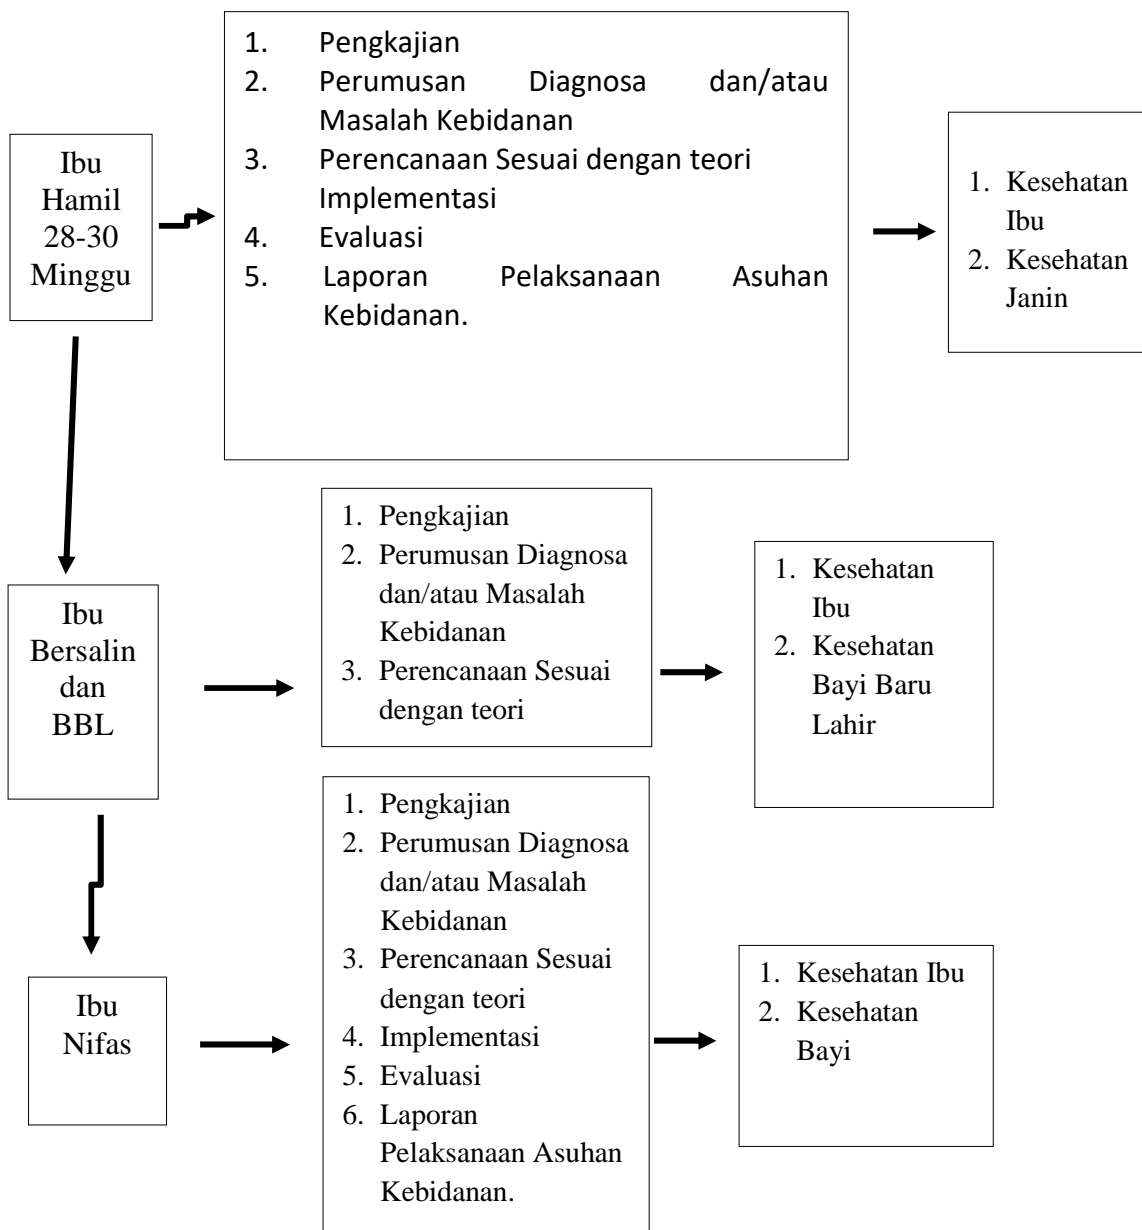 Ibu
Hamil
28-30
Minggu
1. Pengkajian
2. Perumusan Diagnosa dan/atau
Masalah Kebidanan
3. Perencanaan Sesuai dengan teori
Implementasi
4. Evaluasi
5. Laporan Pelaksanaan Asuhan
Kebidanan.
1. Kesehatan
Ibu
2. Kesehatan
Janin
Ibu
Bersalin
dan
BBL
1. Pengkajian
2. Perumusan Diagnosa
dan/atau Masalah
Kebidanan
3. Perencanaan Sesuai
dengan teori
1. Kesehatan
Ibu
2. Kesehatan
Bayi Baru
Lahir
Ibu
Nifas
1. Pengkajian
2. Perumusan Diagnosa
dan/atau Masalah
Kebidanan
3. Perencanaan Sesuai
dengan teori
4. Implementasi
5. Evaluasi
6. Laporan
Pelaksanaan Asuhan
Kebidanan.
1. Kesehatan Ibu
2. Kesehatan
Bayi